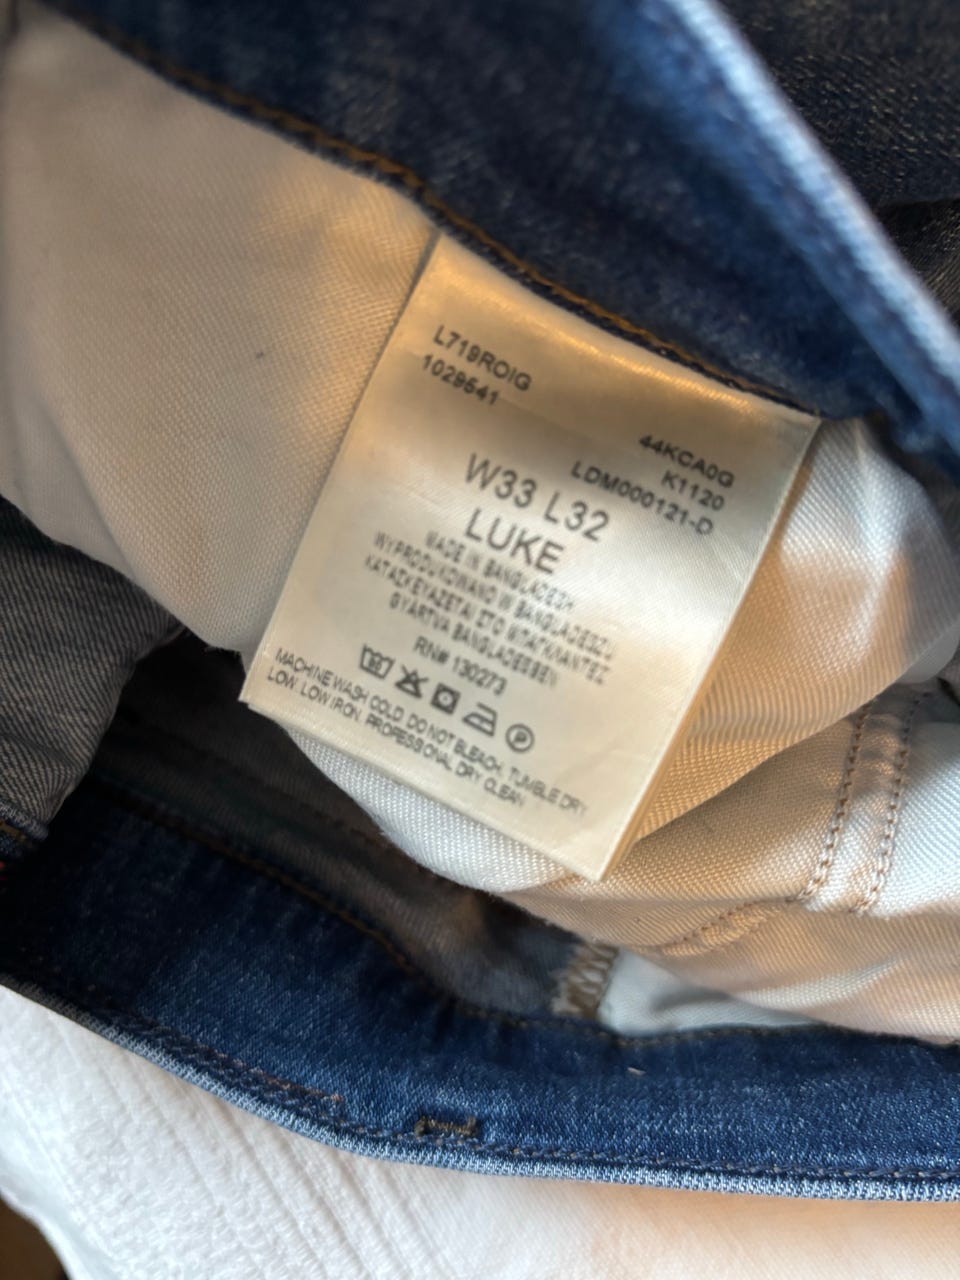 L719ROIG
1029541
44KCA0G
K1120
LDM000121-D
W33 L32
LUKE
MADE IN BANGLADESH
WYPRODUKOWANO W BANGLADESZU
ΚΑΤΑΣΚΕΥΑΖΕΤΑΙ ΣΤΟ ΜΠΑΓΚΛΑΝΤΕΣ
GYÁRTVA BANGLADESBEN
RN# 130273
MACHINE WASH COLD. DO NOT BLEACH. TUMBLE DRY
LOW. LOW IRON. PROFESSIONAL DRY CLEAN